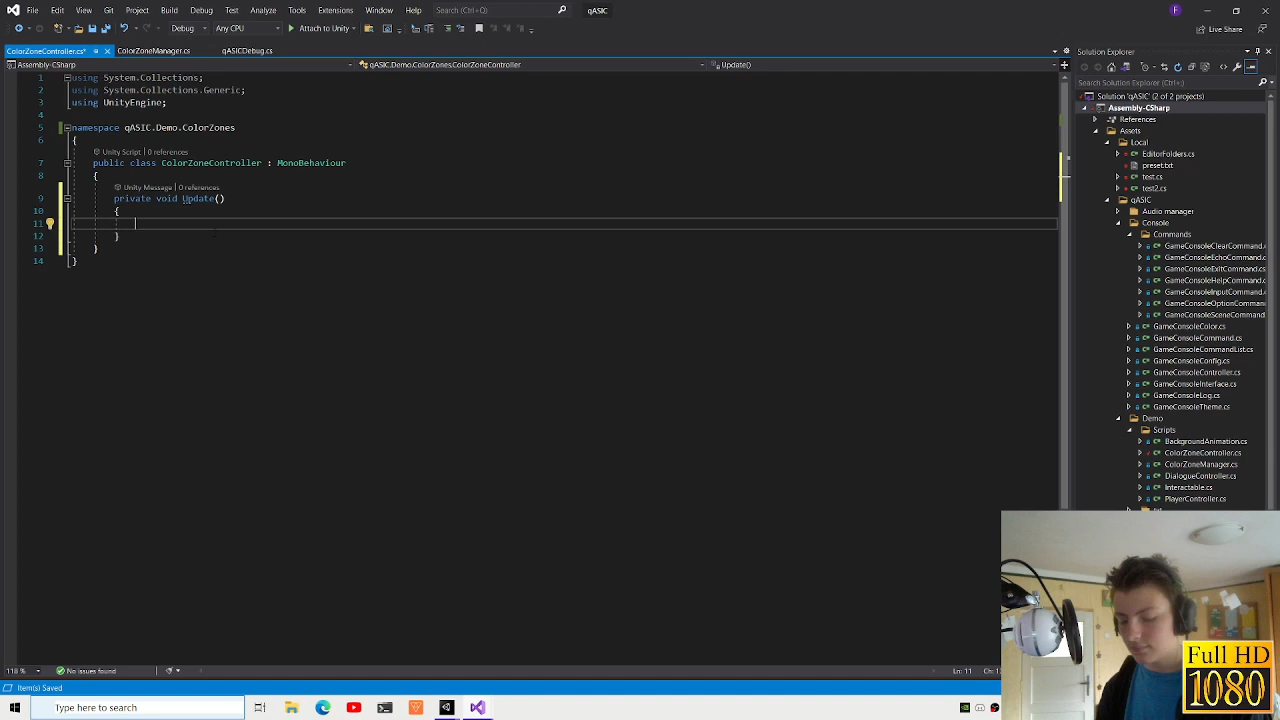 File Edit View Git Project Build Debug Test Analyze Tools Extensions Window Help Search (Ctrl+Q) qASIC
Debug Any CPU Attach to Unity Live Share
ColorZoneController.cs* ColorZoneManager.cs qASICDebug.cs
Assembly-CSharp qASIC.Demo.ColorZones.ColorZoneController Update()
1 using System.Collections;
2 using System.Collections.Generic;
3 using UnityEngine;
4
5 namespace qASIC.Demo.ColorZones
6 {
Unity Script | 0 references
7 public class ColorZoneController : MonoBehaviour
8 {
Unity Message | 0 references
9 private void Update()
10 {
11
12 }
13 }
14 }
Solution Explorer
Search Solution Explorer (Ctrl+;)
Solution 'qASIC' (2 of 2 projects)
Assembly-CSharp
References
Assets
Local
EditorFolders.cs
preset.txt
test.cs
test2.cs
qASIC
Audio manager
Console
Commands
GameConsoleClearCommand.
GameConsoleEchoCommand.c
GameConsoleExitCommand.cs
GameConsoleHelpCommand.c
GameConsoleInputCommand.c
GameConsoleOptionComman
GameConsoleSceneCommand
GameConsoleColor.cs
GameConsoleCommand.cs
GameConsoleCommandList.cs
GameConsoleConfig.cs
GameConsoleController.cs
GameConsoleInterface.cs
GameConsoleLog.cs
GameConsoleTheme.cs
Demo
Scripts
BackgroundAnimation.cs
ColorZoneController.cs
ColorZoneManager.cs
DialogueController.cs
Interactable.cs
PlayerController.cs
118 % No issues found Ln: 11 Ch: 1
Item(s) Saved
Type here to search
Full HD
1080